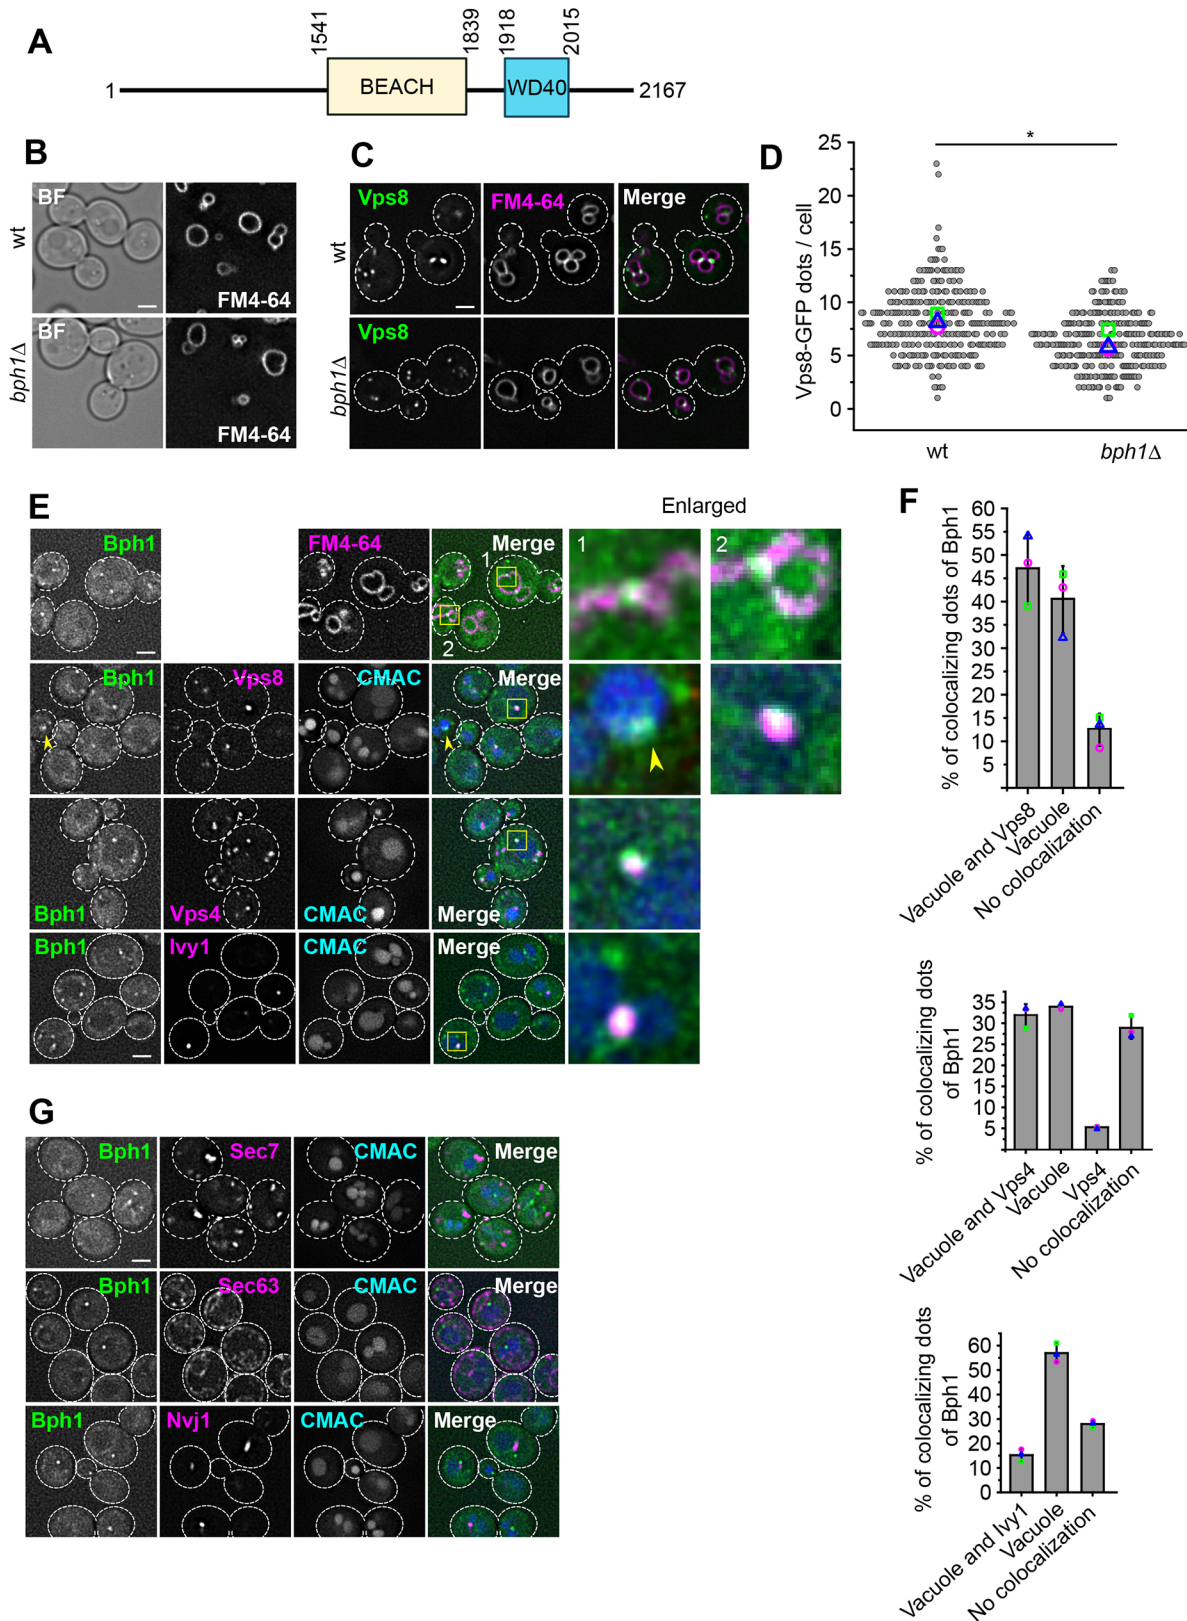 A
1541
1839
1918
2015
1
BEACH
WD40
2167
B
wt
BF
FM4-64
bph1Δ
BF
FM4-64
C
wt
Vps8
FM4-64
Merge
bph1Δ
Vps8
D
*
Vps8-GFP dots / cell
25
20
15
10
5
0
wt
bph1Δ
E
Enlarged
Bph1
FM4-64
Merge
1
2
1
2
Bph1
Vps8
CMAC
Merge
Bph1
Vps4
CMAC
Merge
Bph1
Ivy1
CMAC
Merge
F
% of colocalizing dots of Bph1
60
55
50
45
40
35
30
25
20
15
10
5
Vacuole and Vps8
Vacuole
No colocalization
% of colocalizing dots
of Bph1
35
30
25
20
15
10
5
Vacuole and Vps4
Vacuole
Vps4
No colocalization
% of colocalizing dots
of Bph1
60
50
40
30
20
10
0
Vacuole and Ivy1
Vacuole
No colocalization
G
Bph1
Sec7
CMAC
Merge
Bph1
Sec63
CMAC
Merge
Bph1
Nvj1
CMAC
Merge